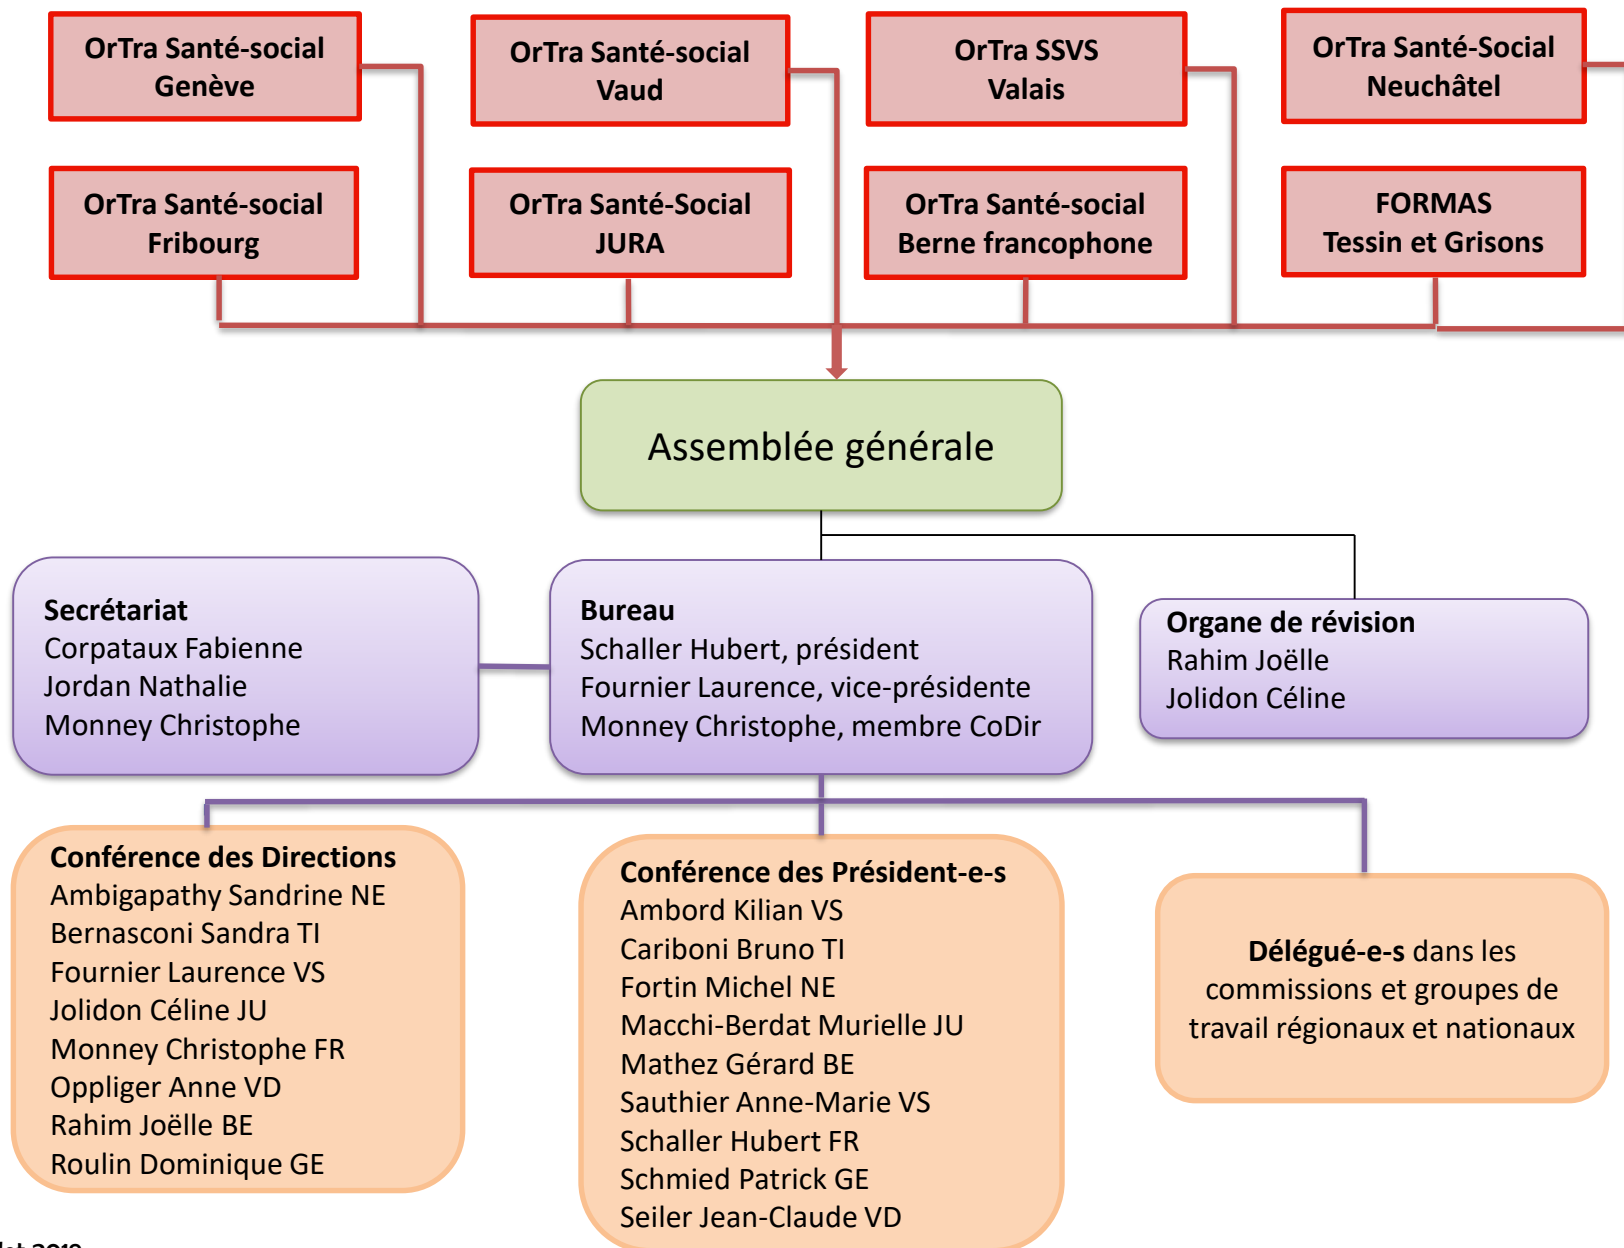 OrTra Santé-social
Genève
OrTra Santé-social
Vaud
OrTra SSVS
Valais
OrTra Santé-Social
Neuchâtel
OrTra Santé-social
Fribourg
OrTra Santé-Social
JURA
OrTra Santé-social
Berne francophone
FORMAS
Tessin et Grisons
Assemblée générale
Secrétariat
Corpataux Fabienne
Jordan Nathalie
Monney Christophe
Bureau
Schaller Hubert, président
Fournier Laurence, vice-présidente
Monney Christophe, membre CoDir
Organe de révision
Rahim Joëlle
Jolidon Céline
Conférence des Directions
Ambigapathy Sandrine NE
Bernasconi Sandra TI
Fournier Laurence VS
Jolidon Céline JU
Monney Christophe FR
Oppliger Anne VD
Rahim Joëlle BE
Roulin Dominique GE
Conférence des Président-e-s
Ambord Kilian VS
Cariboni Bruno TI
Fortin Michel NE
Macchi-Berdat Murielle JU
Mathez Gérard BE
Sauthier Anne-Marie VS
Schaller Hubert FR
Schmied Patrick GE
Seiler Jean-Claude VD
Délégué-e-s dans les
commissions et groupes de
travail régionaux et nationaux